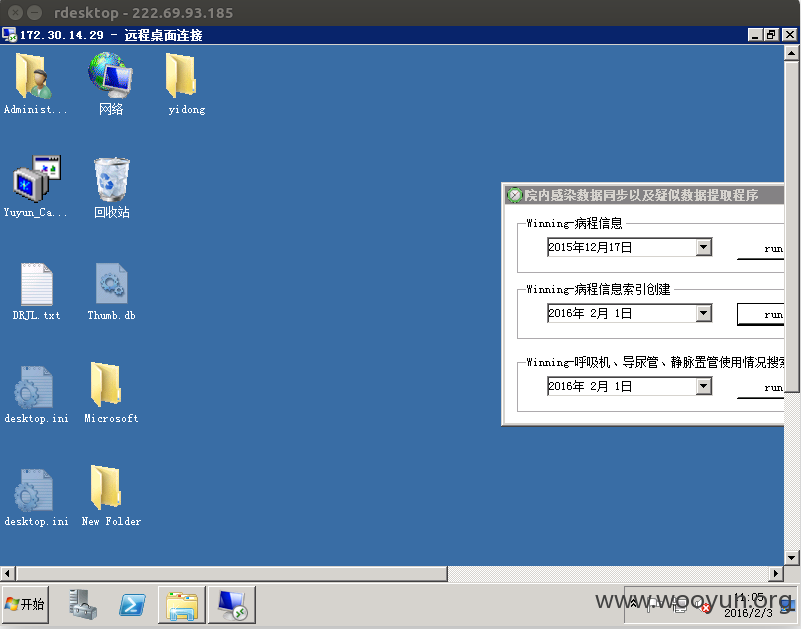 rdesktop - 222.69.93.185
172.30.14.29 - 远程桌面连接
Administ...
网络
yidong
Yuyun_Ca...
回收站
DRJL.txt
Thumb.db
desktop.ini
Microsoft
desktop.ini
New Folder
院内感染数据同步以及疑似数据提取程序
Winning-病程信息
2015年12月17日
run
Winning-病程信息索引创建
2016年 2月 1日
run
Winning-呼吸机、导尿管、静脉置管使用情况搜索
2016年 2月 1日
run
开始
11:05
2016/2/3
www.wooyun.org